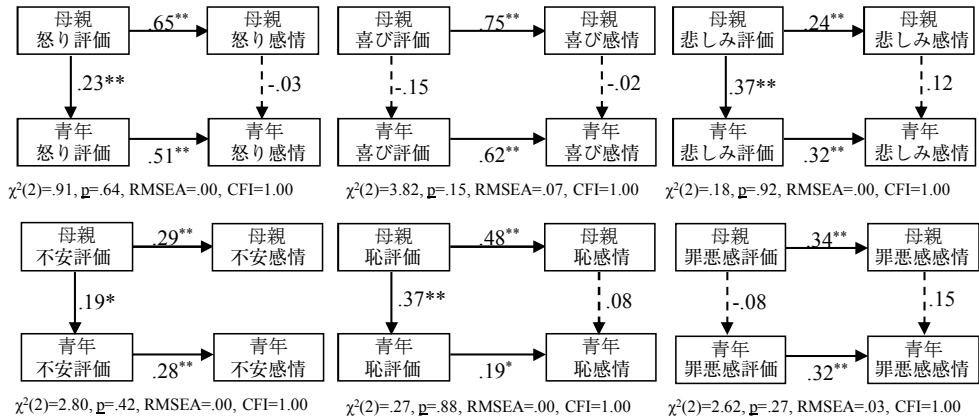 母親
怒り評価
.65**
母親
怒り感情
.23**
-.03
青年
怒り評価
.51**
青年
怒り感情
χ²(2)=.91, p=.64, RMSEA=.00, CFI=1.00
母親
喜び評価
.75**
母親
喜び感情
-.15
-.02
青年
喜び評価
.62**
青年
喜び感情
χ²(2)=3.82, p=.15, RMSEA=.07, CFI=1.00
母親
悲しみ評価
.24**
母親
悲しみ感情
.37**
.12
青年
悲しみ評価
.32**
青年
悲しみ感情
χ²(2)=.18, p=.92, RMSEA=.00, CFI=1.00
母親
不安評価
.29**
母親
不安感情
.19*
青年
不安評価
.28**
青年
不安感情
χ²(2)=2.80, p=.42, RMSEA=.00, CFI=1.00
母親
恥評価
.48**
母親
恥感情
.37**
.08
青年
恥評価
.19*
青年
恥感情
χ²(2)=.27, p=.88, RMSEA=.00, CFI=1.00
母親
罪悪感評価
.34**
母親
罪悪感感情
-.08
.15
青年
罪悪感評価
.32**
青年
罪悪感感情
χ²(2)=2.62, p=.27, RMSEA=.03, CFI=1.00